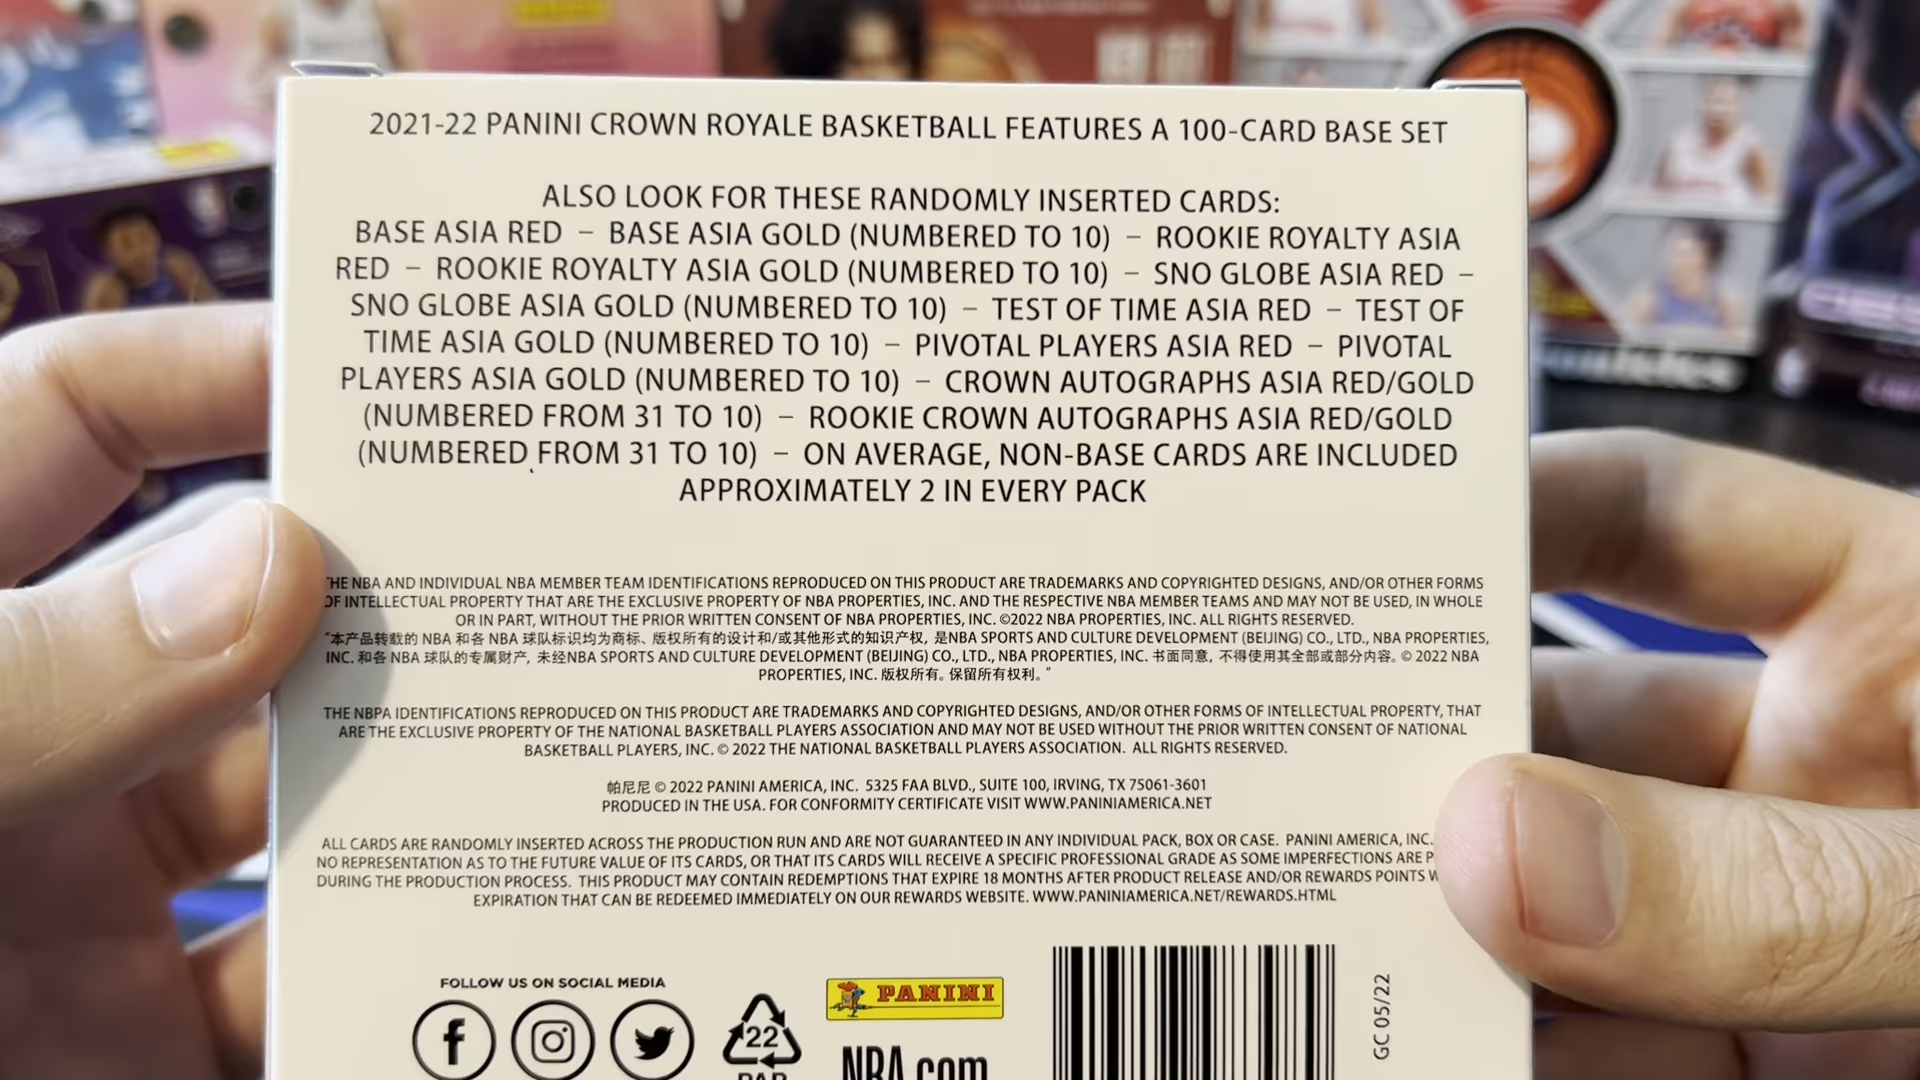 2021-22 PANINI CROWN ROYALE BASKETBALL FEATURES A 100-CARD BASE SET
ALSO LOOK FOR THESE RANDOMLY INSERTED CARDS:
BASE ASIA RED – BASE ASIA GOLD (NUMBERED TO 10) – ROOKIE ROYALTY ASIA
RED – ROOKIE ROYALTY ASIA GOLD (NUMBERED TO 10) – SNO GLOBE ASIA RED –
SNO GLOBE ASIA GOLD (NUMBERED TO 10) – TEST OF TIME ASIA RED – TEST OF
TIME ASIA GOLD (NUMBERED TO 10) – PIVOTAL PLAYERS ASIA RED – PIVOTAL
PLAYERS ASIA GOLD (NUMBERED TO 10) – CROWN AUTOGRAPHS ASIA RED/GOLD
(NUMBERED FROM 31 TO 10) – ROOKIE CROWN AUTOGRAPHS ASIA RED/GOLD
(NUMBERED FROM 31 TO 10) – ON AVERAGE, NON-BASE CARDS ARE INCLUDED
APPROXIMATELY 2 IN EVERY PACK
THE NBA AND INDIVIDUAL NBA MEMBER TEAM IDENTIFICATIONS REPRODUCED ON THIS PRODUCT ARE TRADEMARKS AND COPYRIGHTED DESIGNS, AND/OR OTHER FORMS
OF INTELLECTUAL PROPERTY THAT ARE THE EXCLUSIVE PROPERTY OF NBA PROPERTIES, INC. AND THE RESPECTIVE NBA MEMBER TEAMS AND MAY NOT BE USED, IN WHOLE
OR IN PART, WITHOUT THE PRIOR WRITTEN CONSENT OF NBA PROPERTIES, INC. ©2022 NBA PROPERTIES, INC. ALL RIGHTS RESERVED.
"本产品转载的 NBA 和各 NBA 球队标识均为商标、版权所有的设计和/或其他形式的知识产权, 是NBA SPORTS AND CULTURE DEVELOPMENT (BEIJING) CO., LTD., NBA PROPERTIES,
INC. 和各 NBA 球队的专属财产, 未经NBA SPORTS AND CULTURE DEVELOPMENT (BEIJING) CO., LTD., NBA PROPERTIES, INC. 书面同意, 不得使用其全部或部分内容。© 2022 NBA
PROPERTIES, INC. 版权所有。保留所有权利。"
THE NBPA IDENTIFICATIONS REPRODUCED ON THIS PRODUCT ARE TRADEMARKS AND COPYRIGHTED DESIGNS, AND/OR OTHER FORMS OF INTELLECTUAL PROPERTY, THAT
ARE THE EXCLUSIVE PROPERTY OF THE NATIONAL BASKETBALL PLAYERS ASSOCIATION AND MAY NOT BE USED WITHOUT THE PRIOR WRITTEN CONSENT OF NATIONAL
BASKETBALL PLAYERS, INC. © 2022 THE NATIONAL BASKETBALL PLAYERS ASSOCIATION. ALL RIGHTS RESERVED.
帕尼尼 © 2022 PANINI AMERICA, INC. 5325 FAA BLVD., SUITE 100, IRVING, TX 75061-3601
PRODUCED IN THE USA. FOR CONFORMITY CERTIFICATE VISIT WWW.PANINIAMERICA.NET
ALL CARDS ARE RANDOMLY INSERTED ACROSS THE PRODUCTION RUN AND ARE NOT GUARANTEED IN ANY INDIVIDUAL PACK, BOX OR CASE. PANINI AMERICA, INC.
NO REPRESENTATION AS TO THE FUTURE VALUE OF ITS CARDS, OR THAT ITS CARDS WILL RECEIVE A SPECIFIC PROFESSIONAL GRADE AS SOME IMPERFECTIONS ARE
DURING THE PRODUCTION PROCESS. THIS PRODUCT MAY CONTAIN REDEMPTIONS THAT EXPIRE 18 MONTHS AFTER PRODUCT RELEASE AND/OR REWARDS POINTS
EXPIRATION THAT CAN BE REDEEMED IMMEDIATELY ON OUR REWARDS WEBSITE. WWW.PANINIAMERICA.NET/REWARDS.HTML
FOLLOW US ON SOCIAL MEDIA
22
PAP
PANINI
NBA.com
GC 05/22